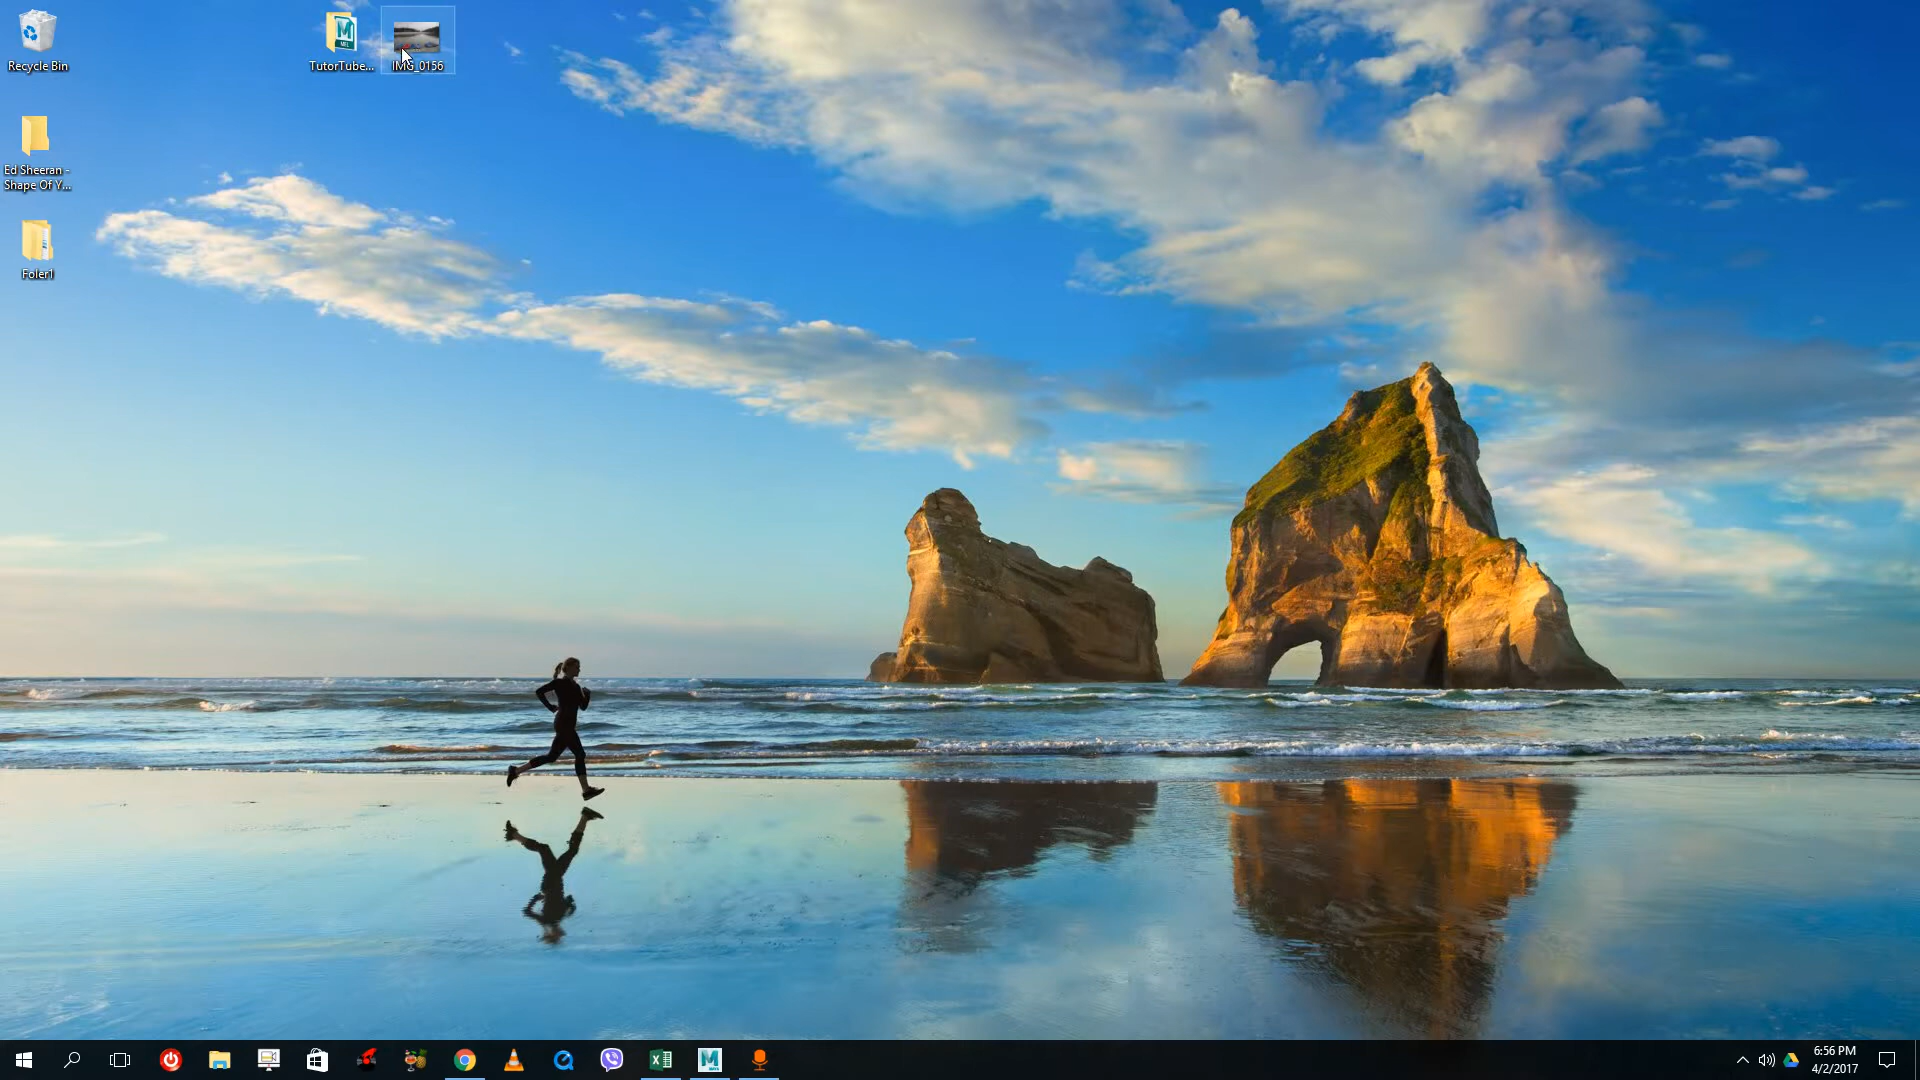 Recycle Bin
TutorTube...
IMG_0156
Ed Sheeran -
Shape Of Y...
Foler1
6:56 PM
4/2/2017